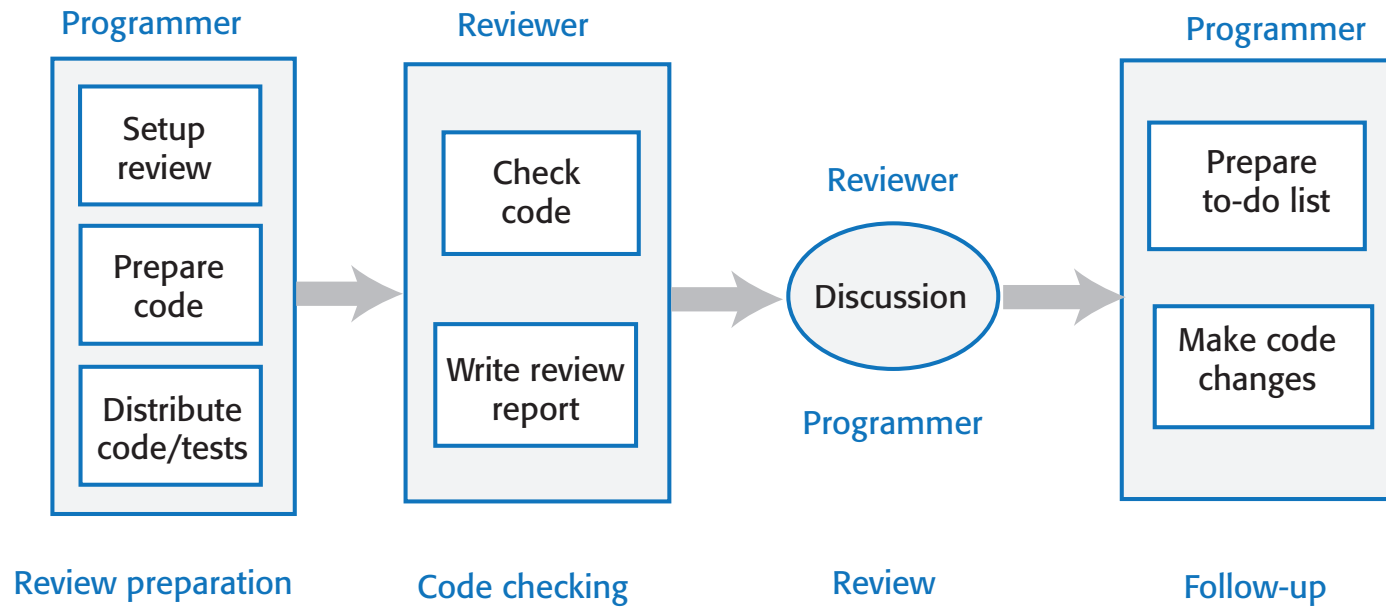 Programmer
Setup
review
Prepare
code
Distribute
code/tests
Review preparation
Reviewer
Check
code
Write review
report
Code checking
Reviewer
Discussion
Programmer
Review
Programmer
Prepare
to-do list
Make code
changes
Follow-up